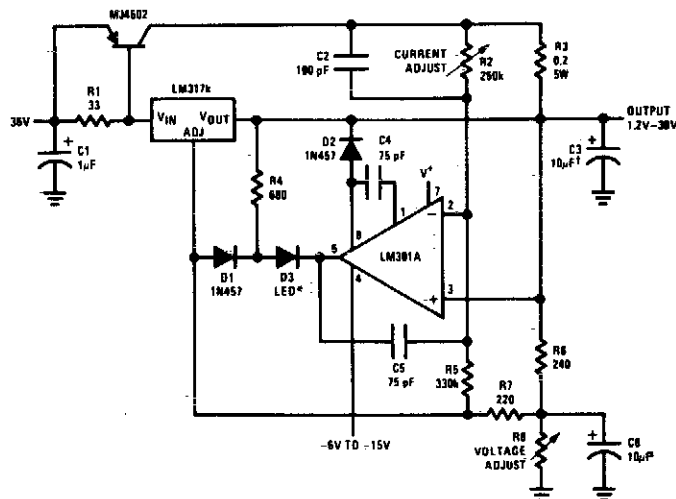 MJ4502
C2
100 pF
CURRENT
ADJUST
R2
250k
R3
0.2
5W
R1
33
LM317k
35V
VIN
VOUT
ADJ
OUTPUT
1.2V-30V
C1
1µF
D2
1N457
C4
75 pF
C3
10µF†
R4
680
V+
7
1
2
8
LM301A
5
4
3
D1
1N457
D3
LED*
C5
75 pF
R5
330k
R6
240
R7
220
-6V TO -15V
R8
VOLTAGE
ADJUST
C6